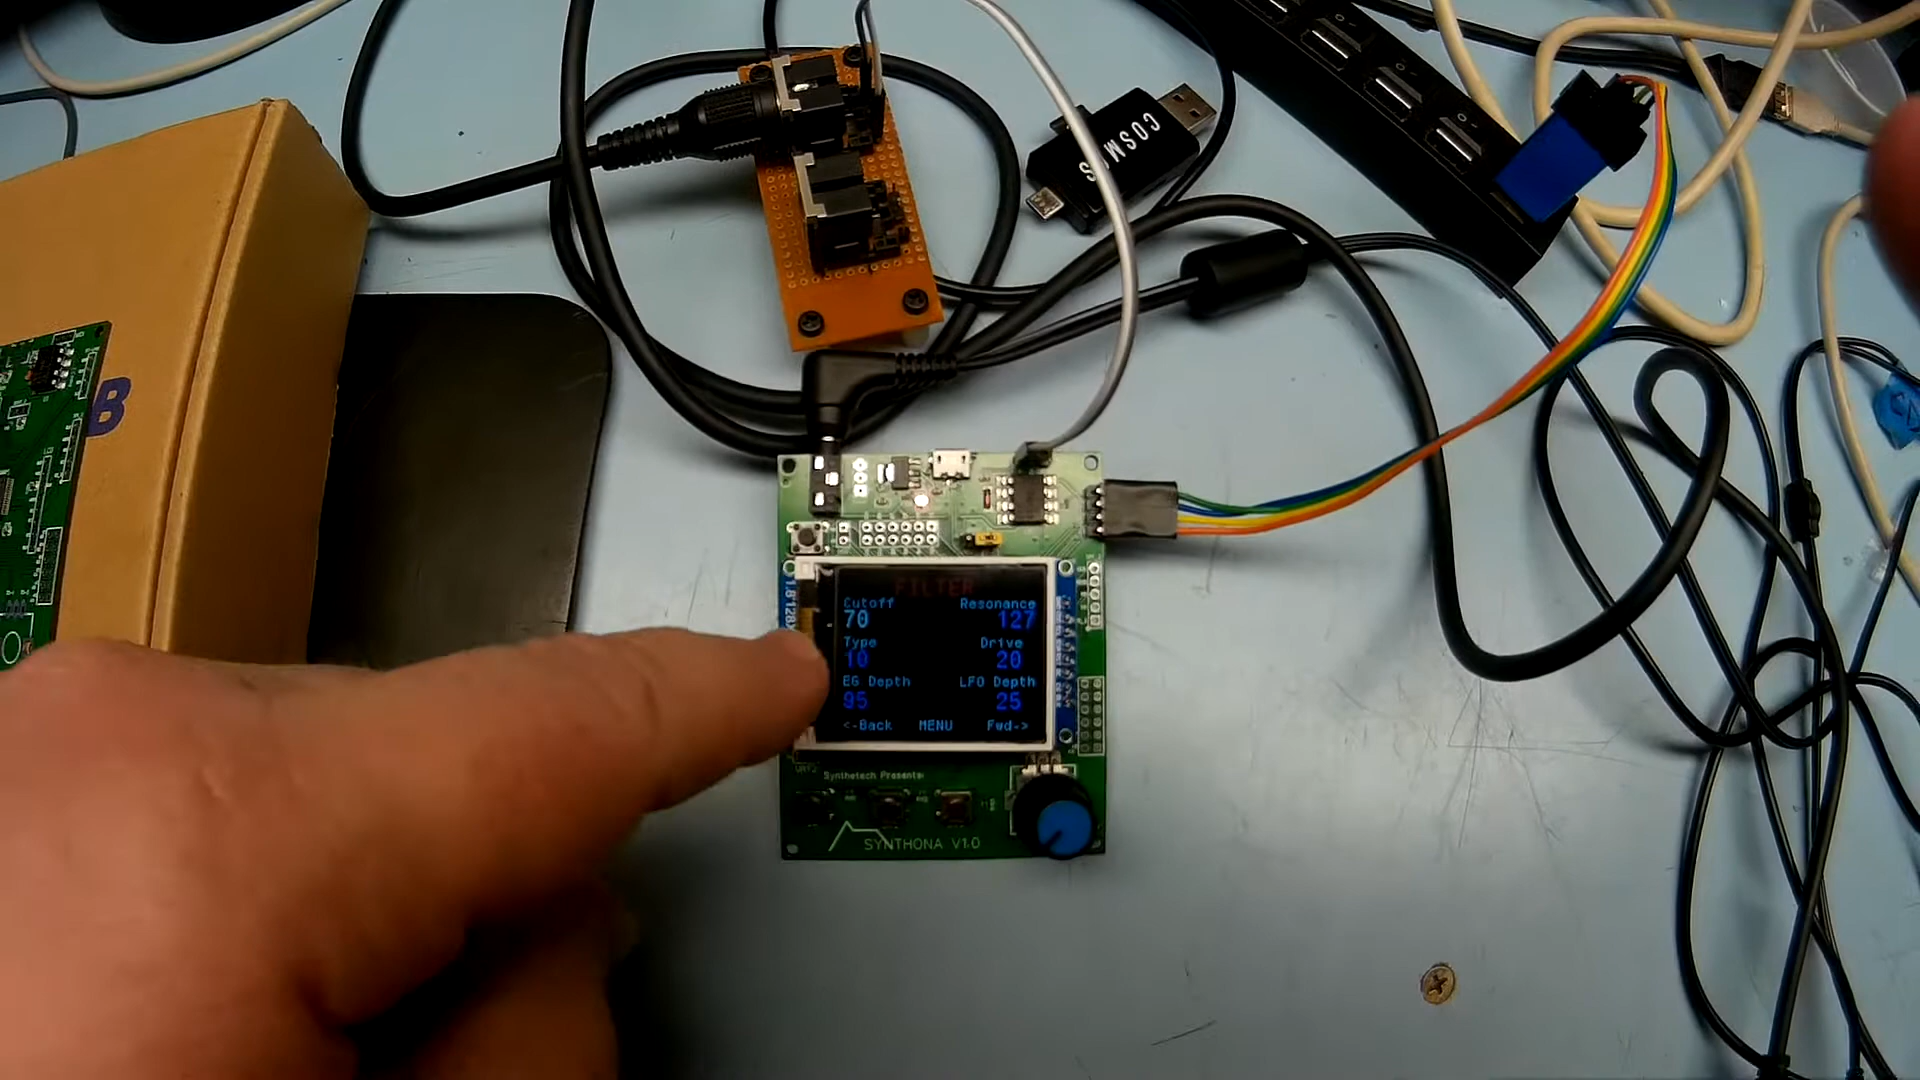 COSMOS
B
FILTER
Cutoff Resonance
70 127
Type Drive
10 20
EG Depth LFO Depth
95 25
<-Back MENU Fwd->
Synthetech Presents:
SYNTHONA V1.0